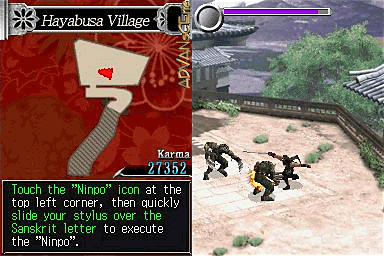 Hayabusa Village
Karma
27352
Touch the "Ninpo" icon at the
top left corner, then quickly
slide your stylus over the
Sanskrit letter to execute
the "Ninpo".